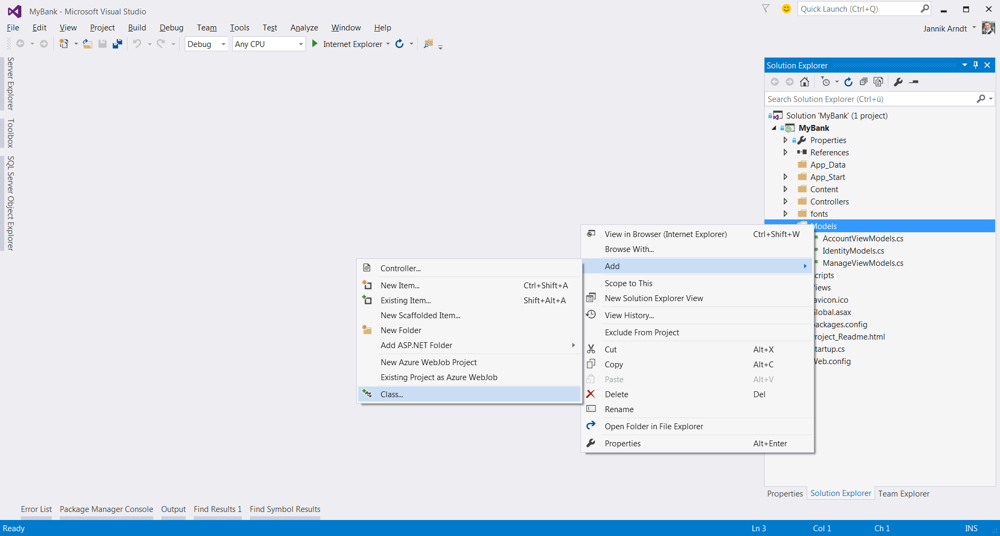 MyBank - Microsoft Visual Studio
Quick Launch (Ctrl+Q)
File Edit View Project Build Debug Team Tools Test Analyze Window Help
Jannik Arndt
Debug Any CPU Internet Explorer
Server Explorer
Toolbox
SQL Server Object Explorer
Solution Explorer
Search Solution Explorer (Ctrl+ü)
Solution 'MyBank' (1 project)
MyBank
Properties
References
App_Data
App_Start
Content
Controllers
fonts
Models
AccountViewModels.cs
IdentityModels.cs
ManageViewModels.cs
cripts
iews
avicon.ico
lobal.asax
ackages.config
roject_Readme.html
tartup.cs
Web.config
View in Browser (Internet Explorer) Ctrl+Shift+W
Browse With...
Add
Scope to This
New Solution Explorer View
View History...
Exclude From Project
Cut Alt+X
Copy Alt+C
Paste Alt+V
Delete Del
Rename
Open Folder in File Explorer
Properties Alt+Enter
Controller...
New Item... Ctrl+Shift+A
Existing Item... Shift+Alt+A
New Scaffolded Item...
New Folder
Add ASP.NET Folder
New Azure WebJob Project
Existing Project as Azure WebJob
Class...
Properties Solution Explorer Team Explorer
Error List Package Manager Console Output Find Results 1 Find Symbol Results
Ready Ln 3 Col 1 Ch 1 INS